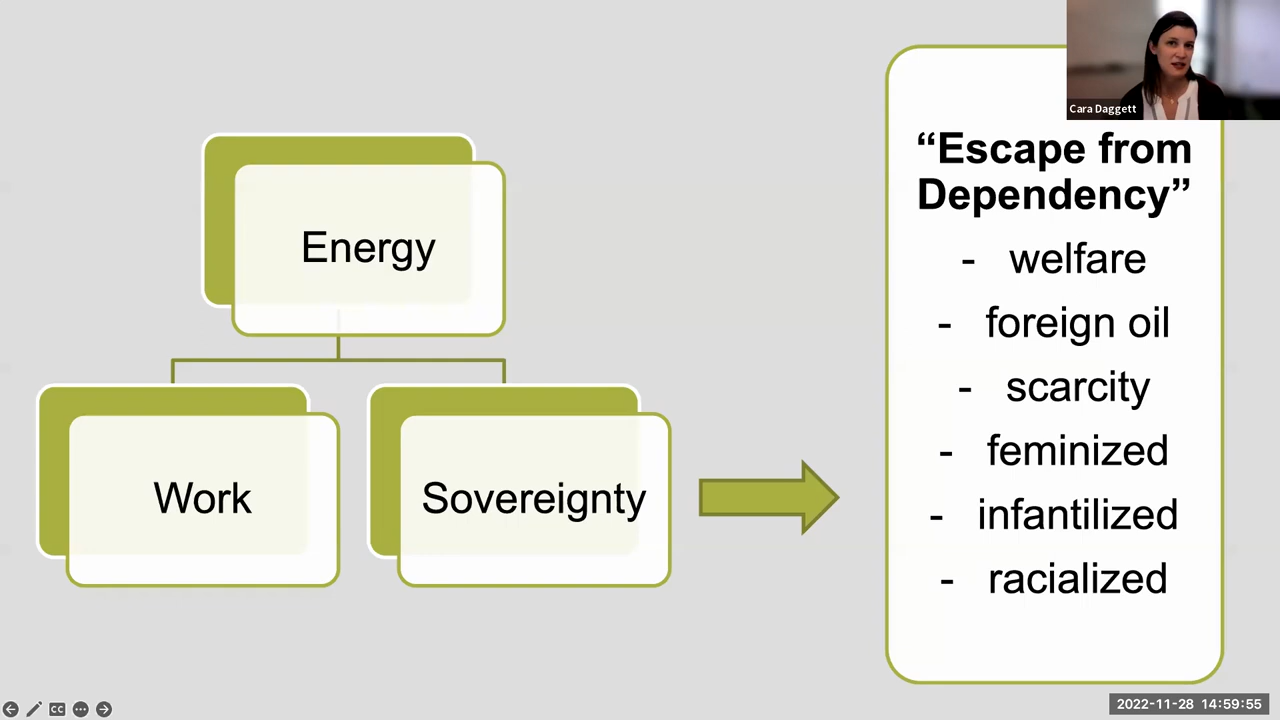 Cara Daggett
Energy
Work
Sovereignty
“Escape from
Dependency”
- welfare
- foreign oil
- scarcity
- feminized
- infantilized
- racialized
CC
2022-11-28 14:59:55